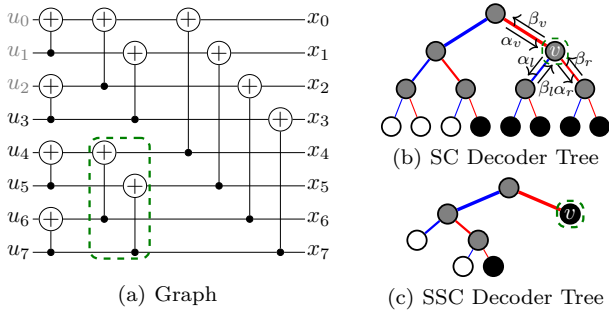 u₀ x₀
u₁ x₁
u₂ x₂
u₃ x₃
u₄ x₄
u₅ x₅
u₆ x₆
u₇ x₇
(a) Graph
αᵥ βᵥ
v
αₗ βᵣ
βₗ αᵣ
(b) SC Decoder Tree
v
(c) SSC Decoder Tree